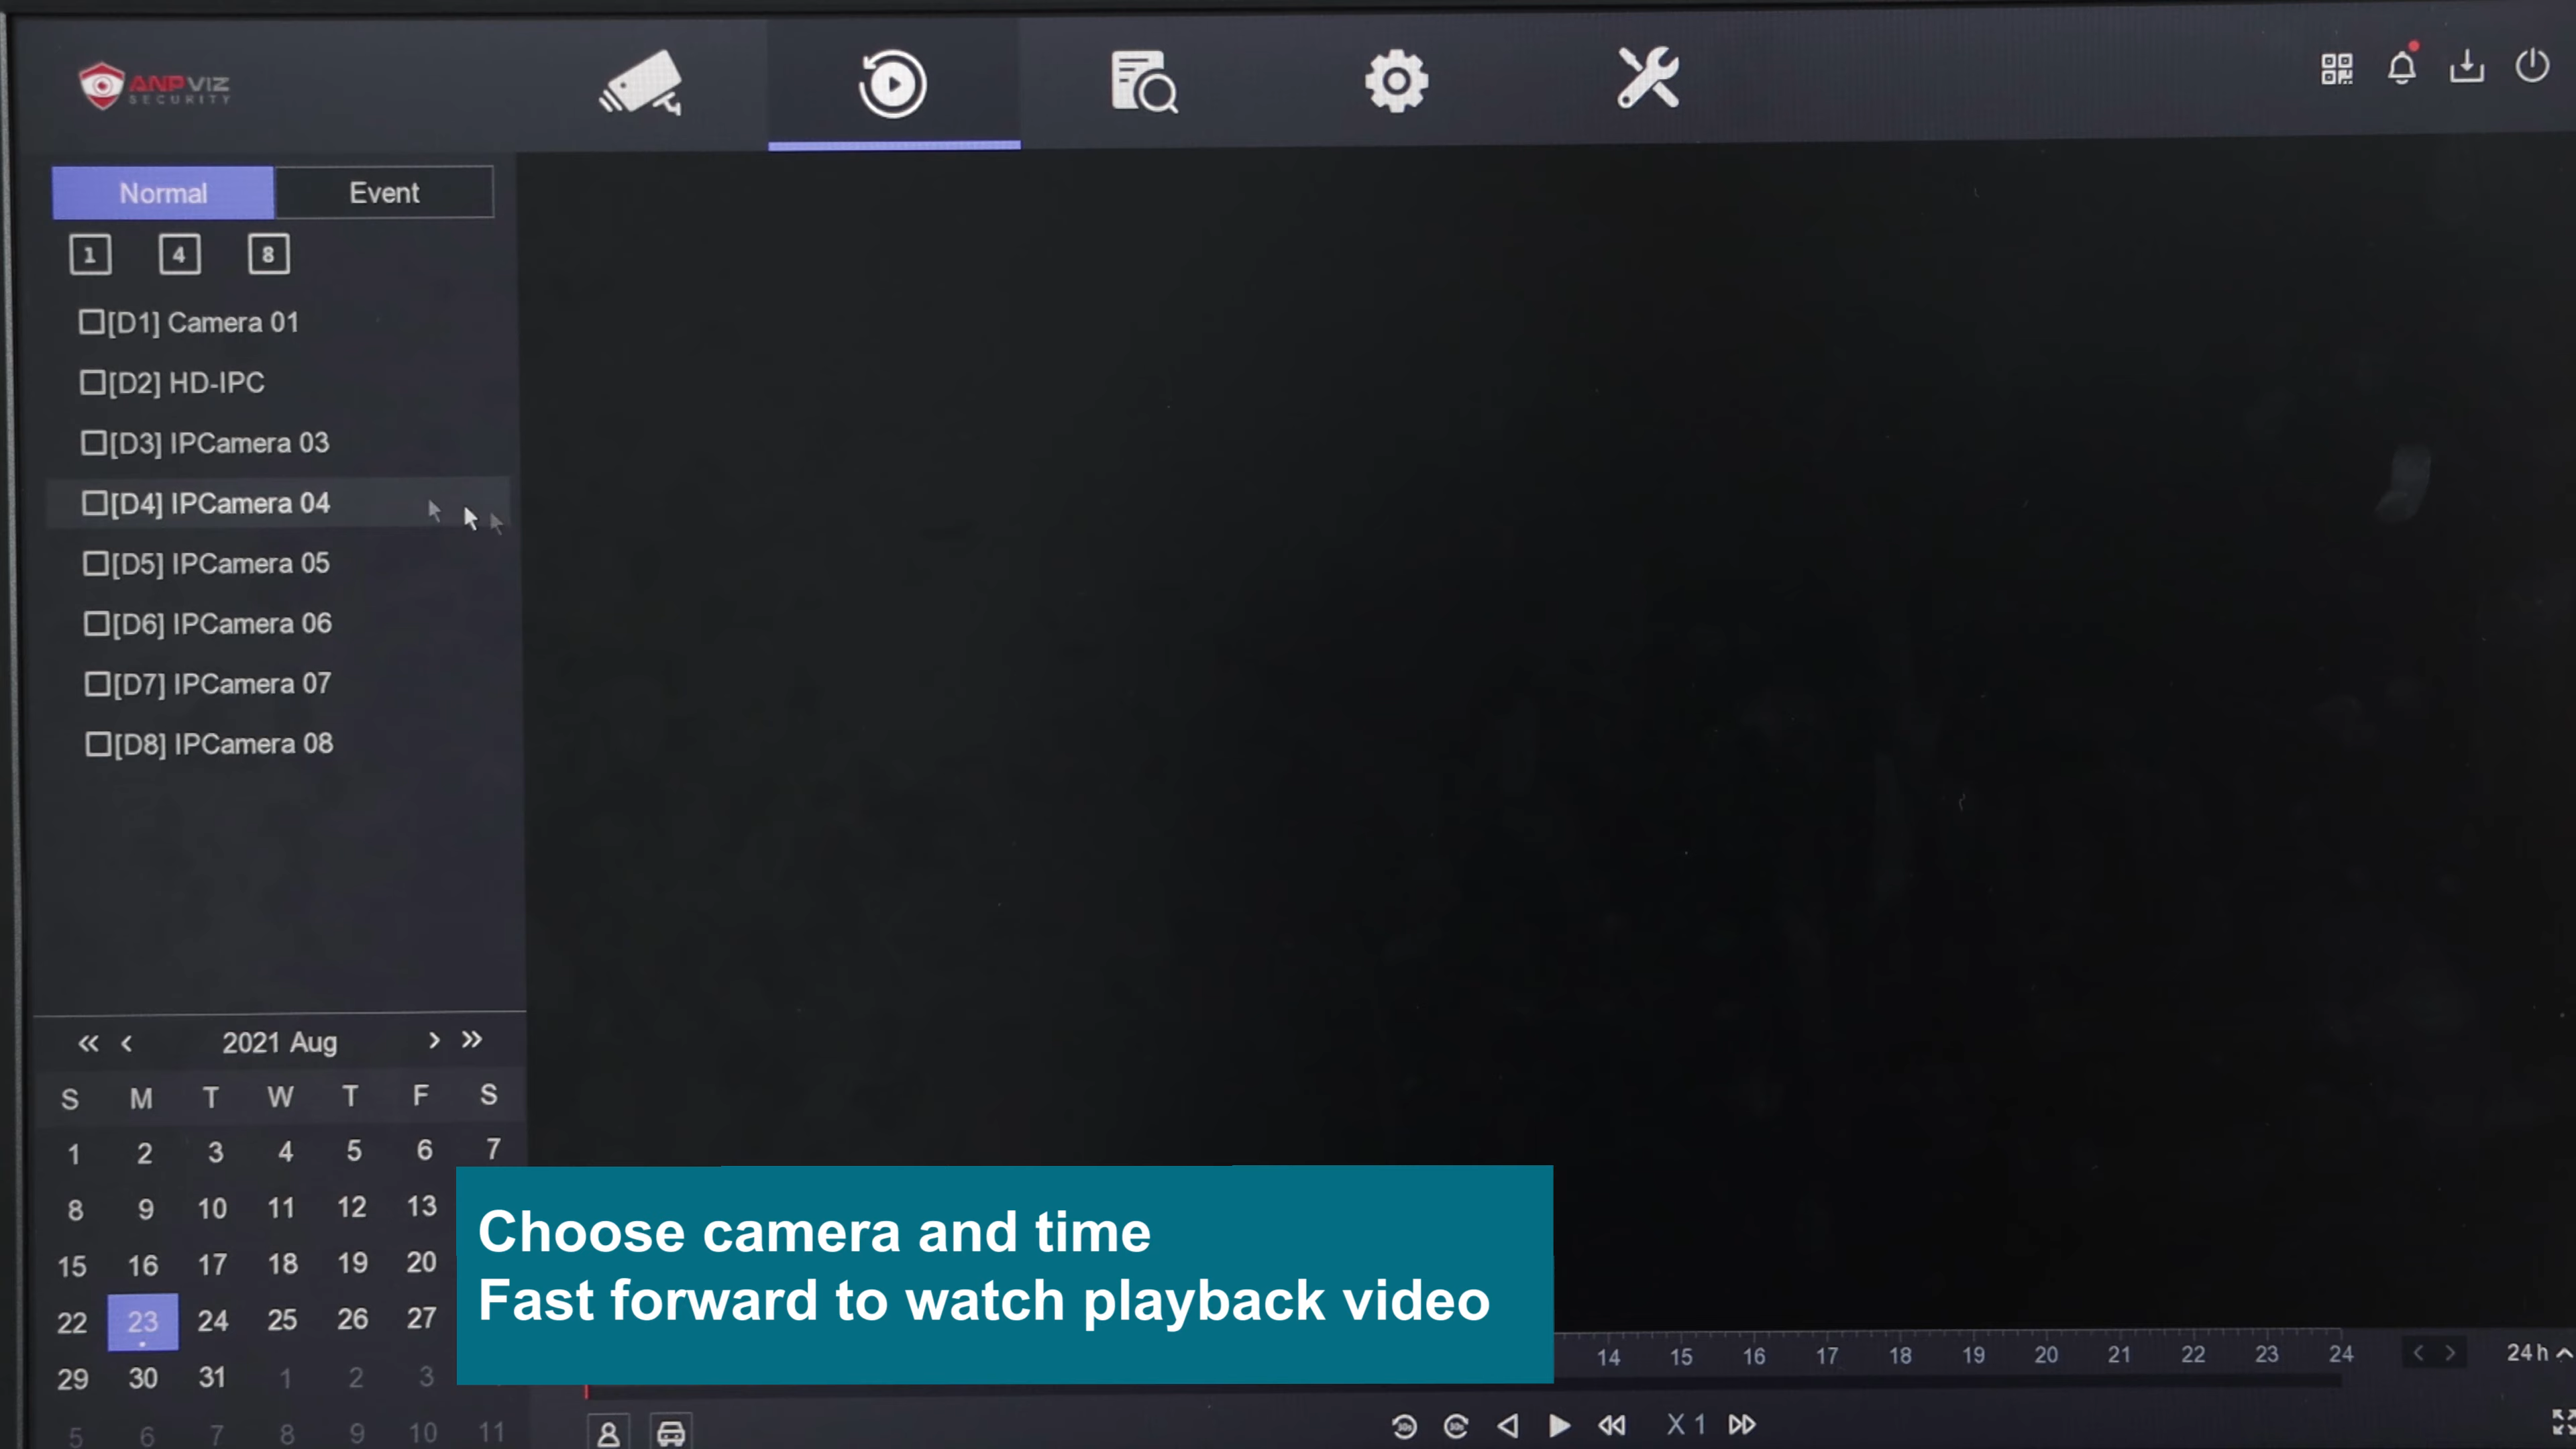 ANPVIZ
SECURITY
Normal Event
1 4 8
[D1] Camera 01
[D2] HD-IPC
[D3] IPCamera 03
[D4] IPCamera 04
[D5] IPCamera 05
[D6] IPCamera 06
[D7] IPCamera 07
[D8] IPCamera 08
« < 2021 Aug > »
S M T W T F S
1 2 3 4 5 6 7
8 9 10 11 12 13
15 16 17 18 19 20
22 23 24 25 26 27
29 30 31 1 2 3
5 6 7 8 9 10 11
Choose camera and time
Fast forward to watch playback video
14 15 16 17 18 19 20 21 22 23 24 < > 24h
30s 30s X 1